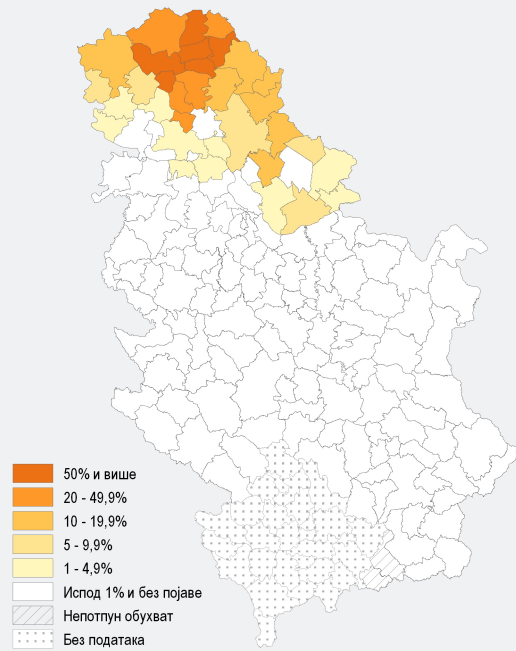 50% и више
20 - 49,9%
10 - 19,9%
5 - 9,9%
1 - 4,9%
Испод 1% и без појаве
Непотпун обухват
Без података